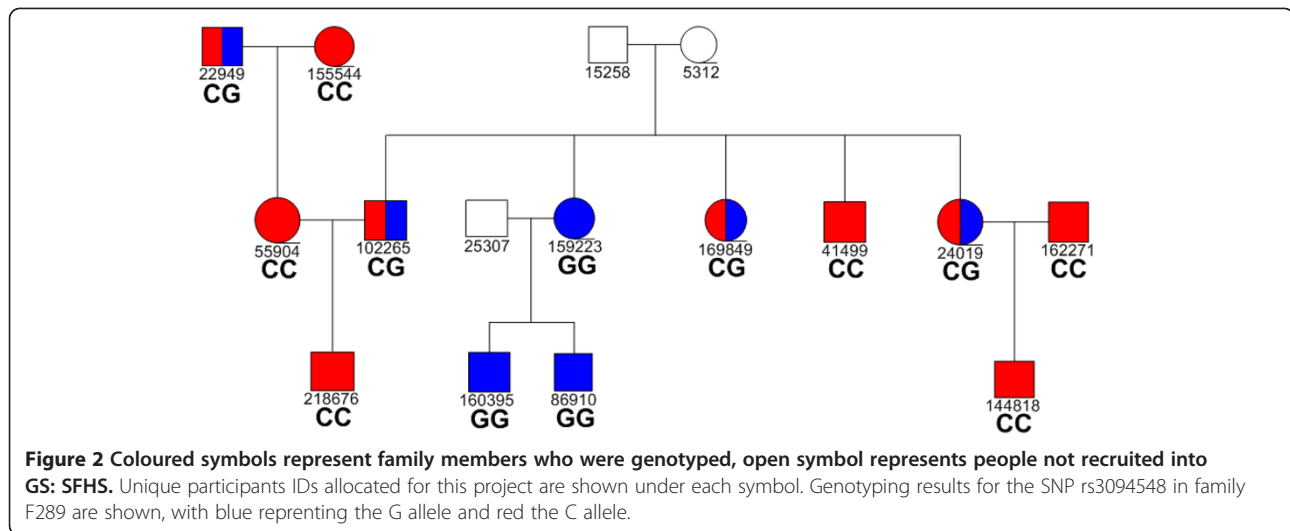 22949
CG
155544
CC
15258
5312
55904
CC
102265
CG
25307
159223
GG
169849
CG
41499
CC
24019
CG
162271
CC
218676
CC
160395
GG
86910
GG
144818
CC
Figure 2 Coloured symbols represent family members who were genotyped, open symbol represents people not recruited into
GS: SFHS. Unique participants IDs allocated for this project are shown under each symbol. Genotyping results for the SNP rs3094548 in family
F289 are shown, with blue reprenting the G allele and red the C allele.